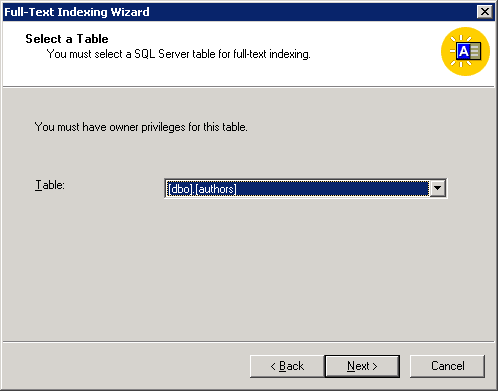 Full-Text Indexing Wizard
Select a Table
You must select a SQL Server table for full-text indexing.
A
You must have owner privileges for this table.
Table:
[dbo].[authors]
< Back
Next >
Cancel